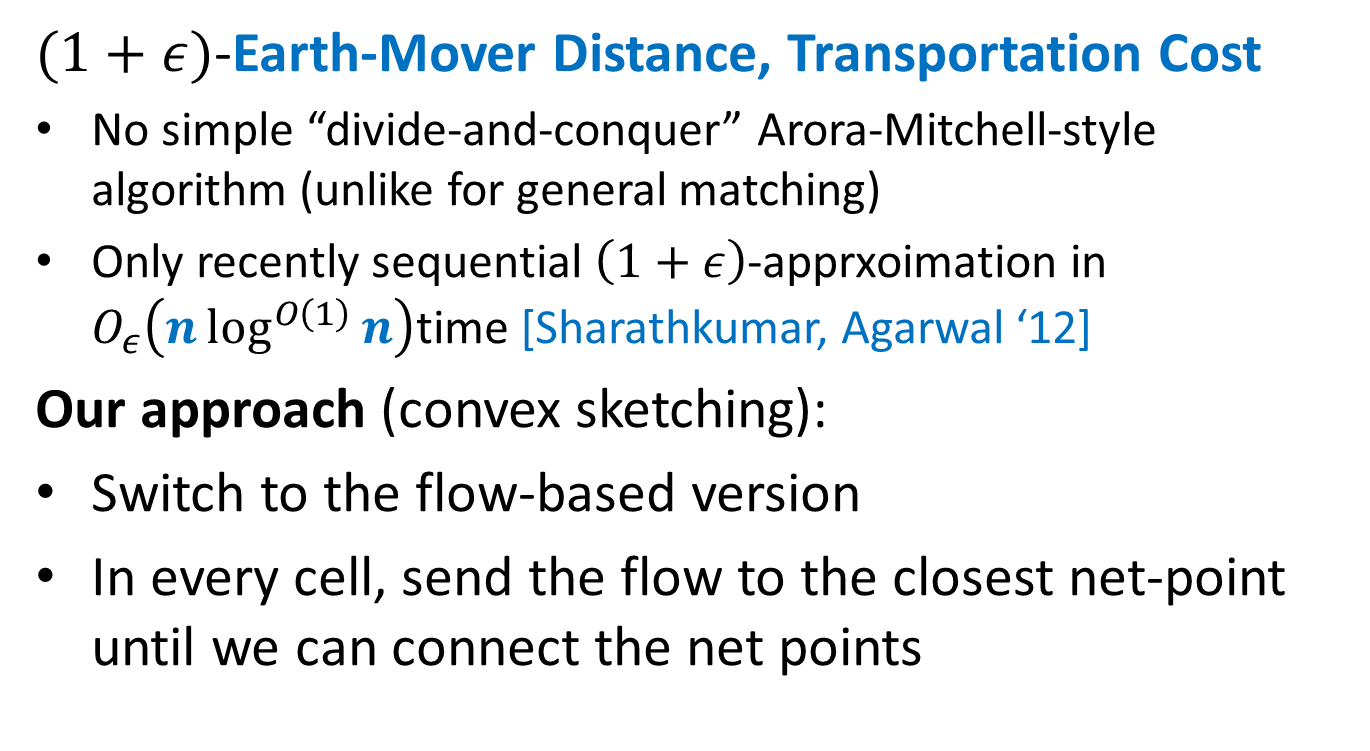 (1 + ϵ)-Earth-Mover Distance, Transportation Cost
• No simple “divide-and-conquer” Arora-Mitchell-style
algorithm (unlike for general matching)
• Only recently sequential (1 + ϵ)-apprxoimation in
O_ϵ(n log^{O(1)} n)time [Sharathkumar, Agarwal ‘12]
Our approach (convex sketching):
• Switch to the flow-based version
• In every cell, send the flow to the closest net-point
until we can connect the net points